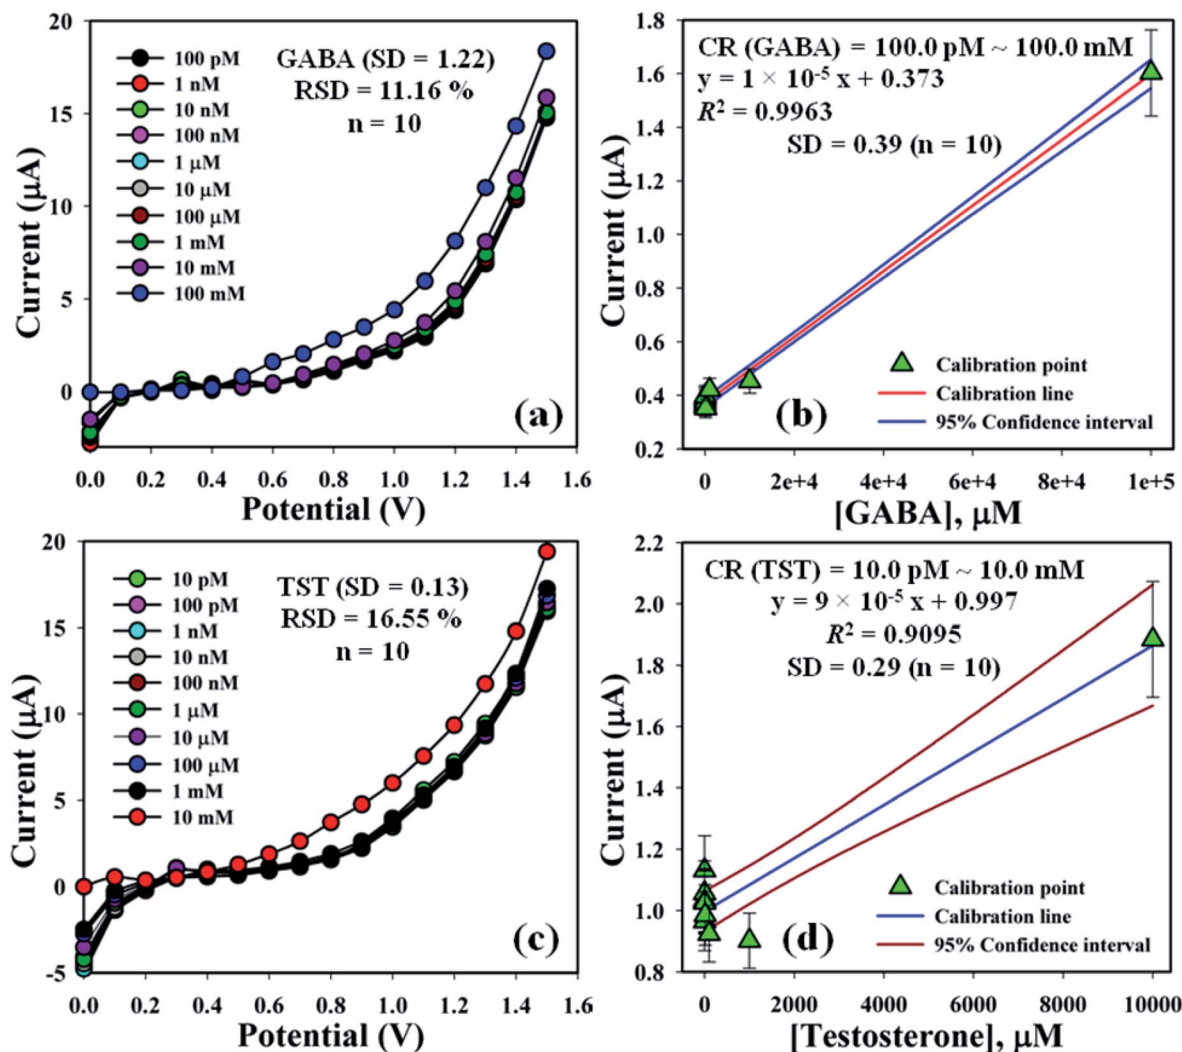 20
15
10
5
0
Current (μA)
100 pM
1 nM
10 nM
100 nM
1 μM
10 μM
100 μM
1 mM
10 mM
100 mM
GABA (SD = 1.22)
RSD = 11.16 %
n = 10
(a)
0.0 0.2 0.4 0.6 0.8 1.0 1.2 1.4 1.6
Potential (V)
1.8
1.6
1.4
1.2
1.0
0.8
0.6
0.4
0.2
Current (μA)
CR (GABA) = 100.0 pM ~ 100.0 mM
y = 1 × 10⁻⁵ x + 0.373
R² = 0.9963
SD = 0.39 (n = 10)
Calibration point
Calibration line
95% Confidence interval
(b)
0 2e+4 4e+4 6e+4 8e+4 1e+5
[GABA], μM
20
15
10
5
0
-5
Current (μA)
10 pM
100 pM
1 nM
10 nM
100 nM
1 μM
10 μM
100 μM
1 mM
10 mM
TST (SD = 0.13)
RSD = 16.55 %
n = 10
(c)
0.0 0.2 0.4 0.6 0.8 1.0 1.2 1.4 1.6
Potential (V)
2.2
2.0
1.8
1.6
1.4
1.2
1.0
0.8
Current (μA)
CR (TST) = 10.0 pM ~ 10.0 mM
y = 9 × 10⁻⁵ x + 0.997
R² = 0.9095
SD = 0.29 (n = 10)
Calibration point
Calibration line
95% Confidence interval
(d)
0 2000 4000 6000 8000 10000
[Testosterone], μM